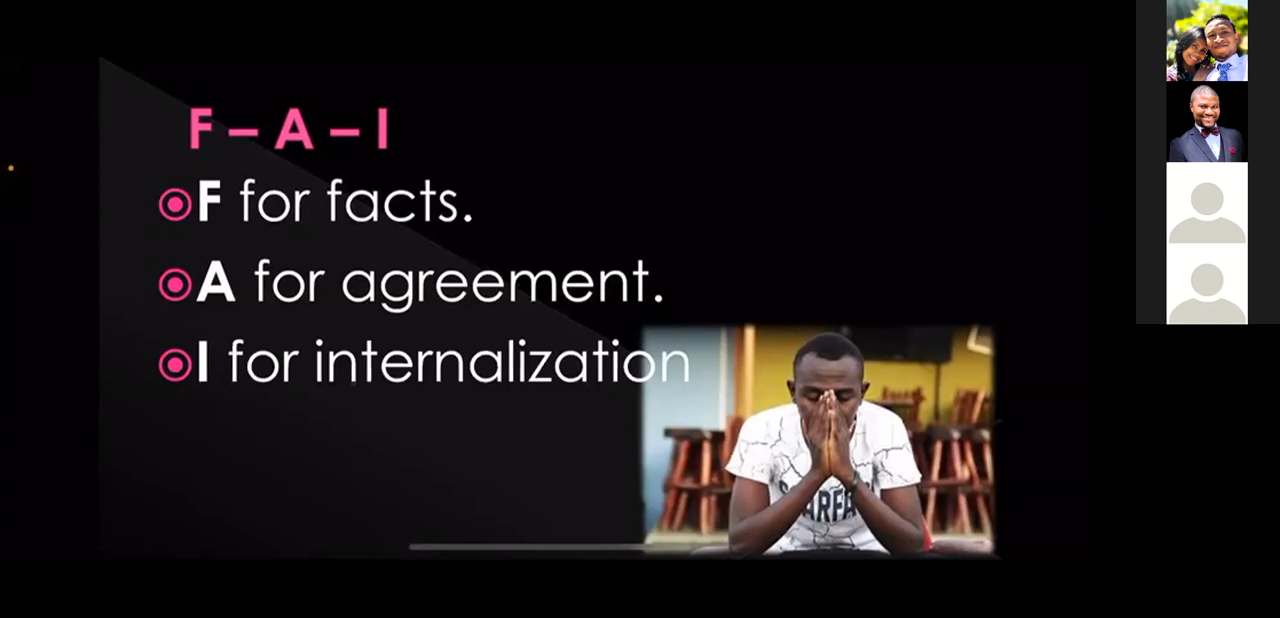 F – A – I
F for facts.
A for agreement.
I for internalization